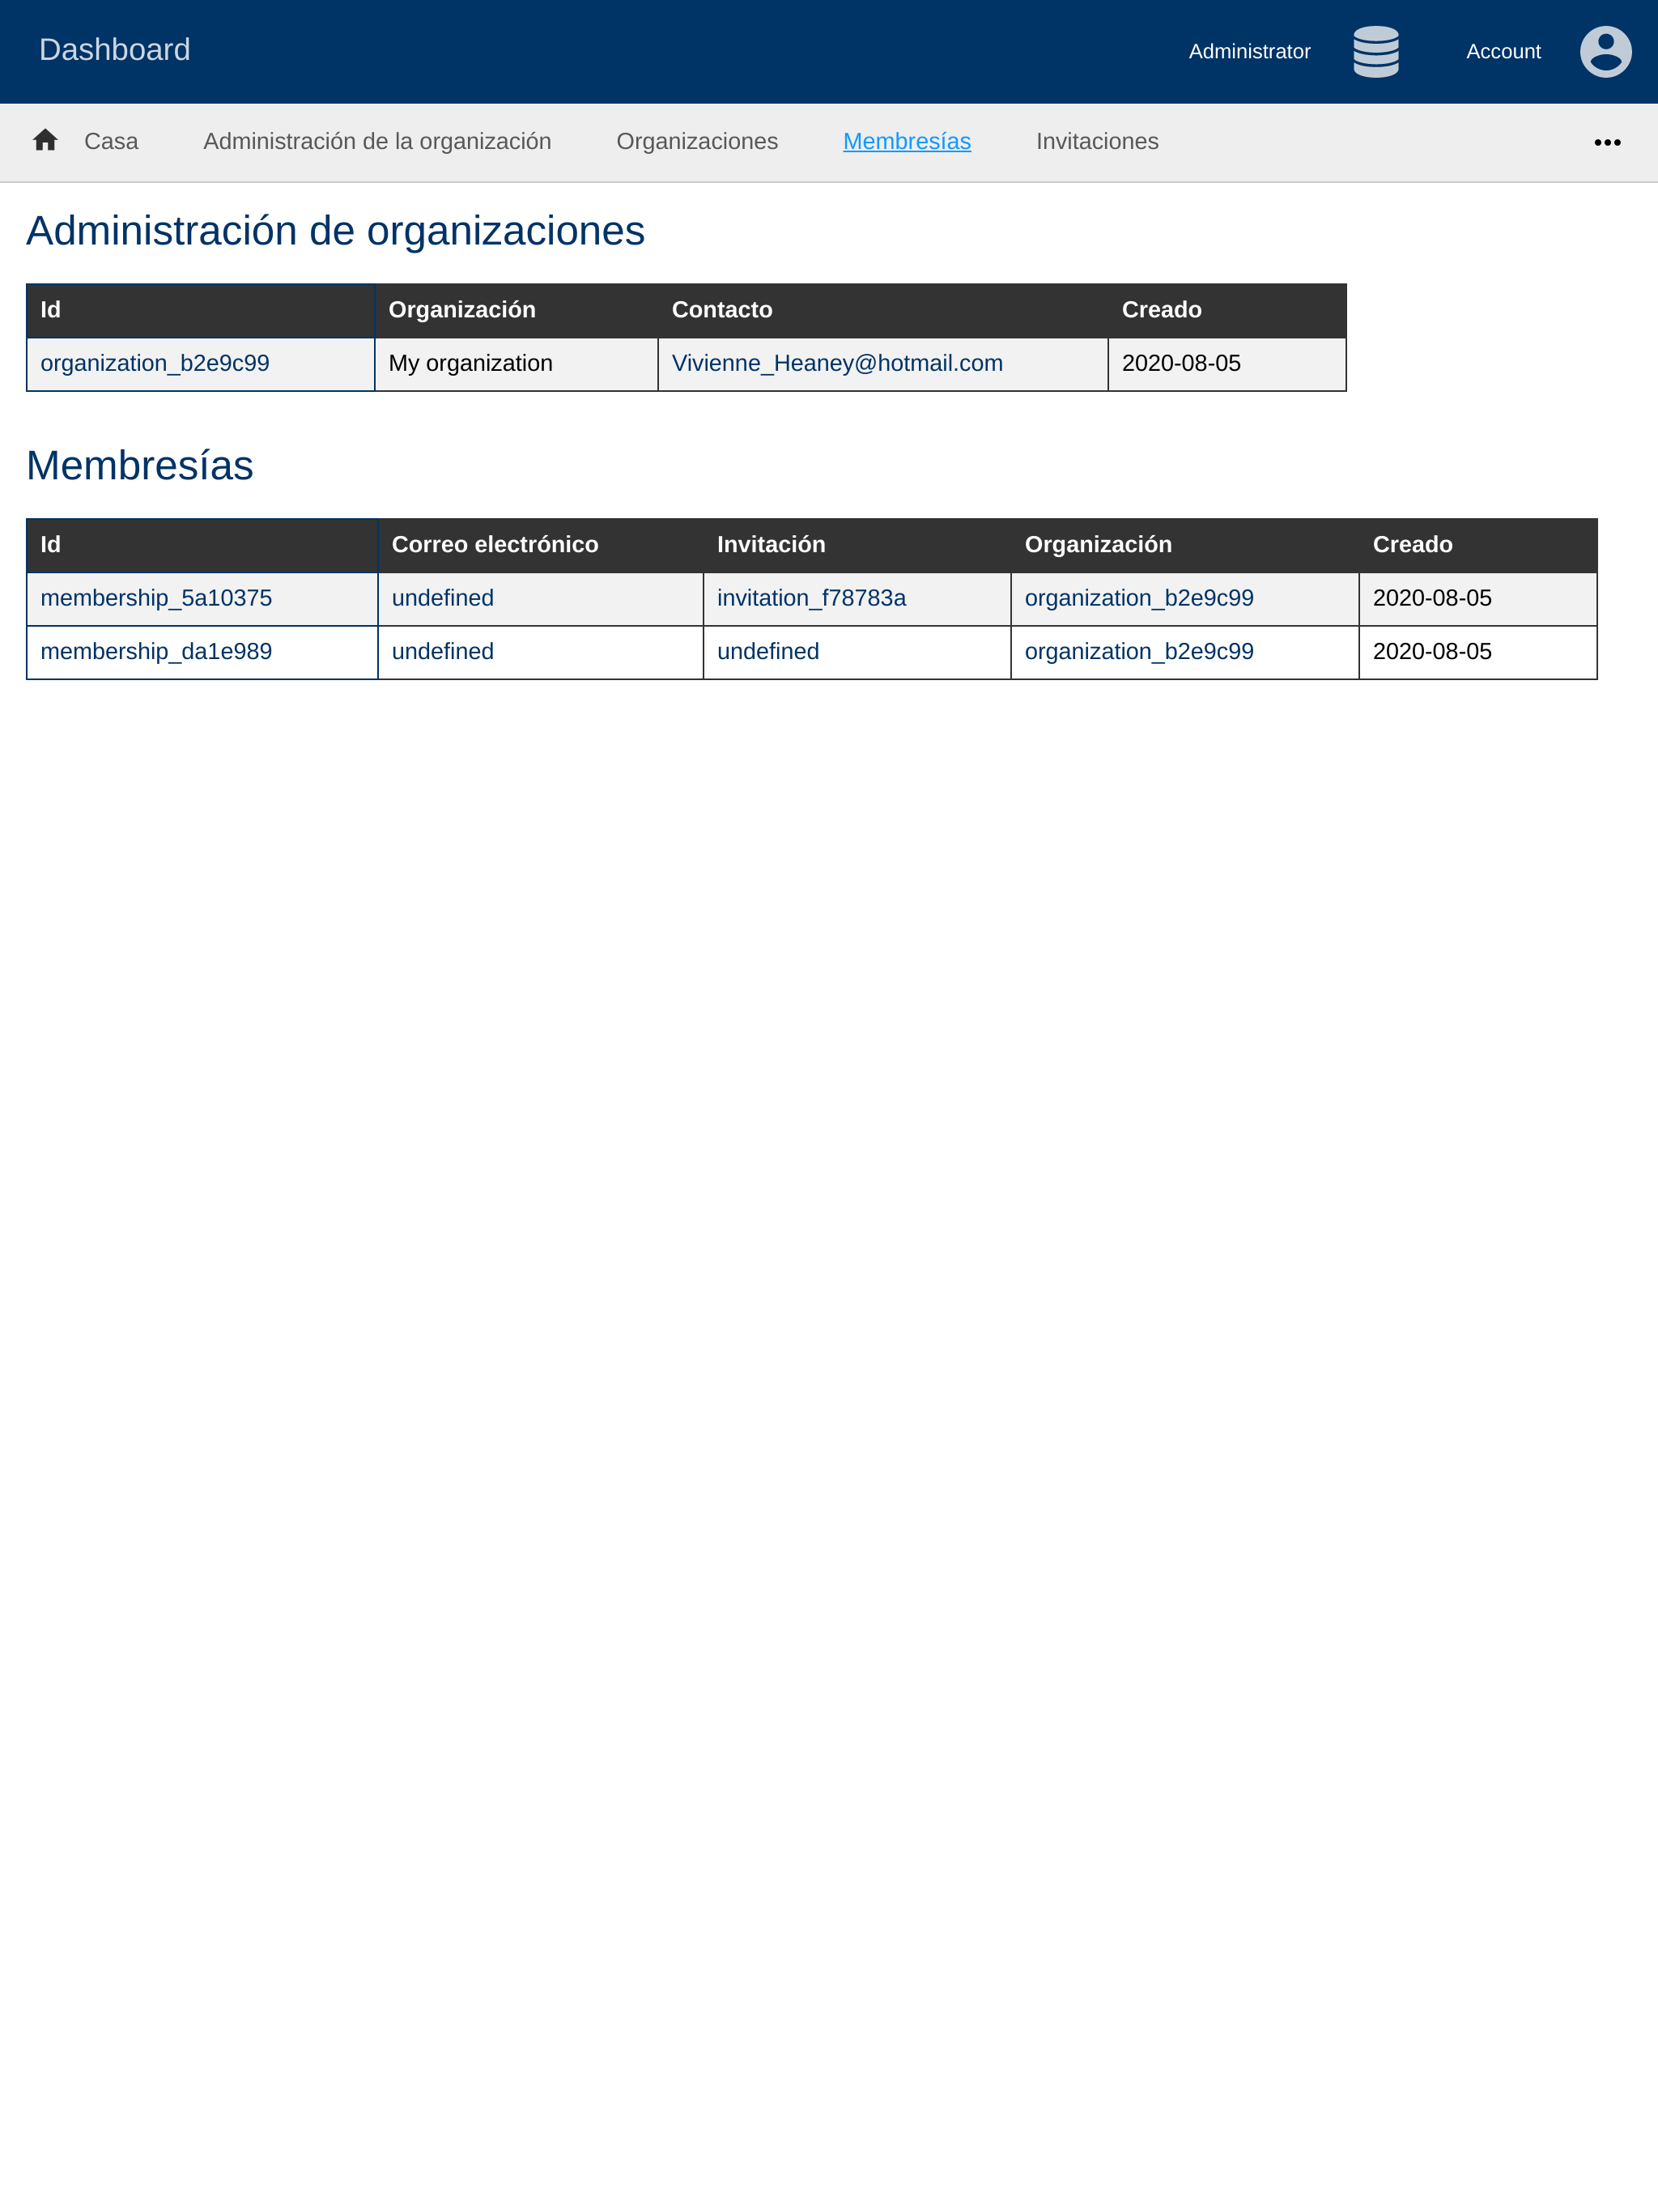 Dashboard Administrator Account
Casa Administración de la organización Organizaciones Membresías Invitaciones
Administración de organizaciones
Id Organización Contacto Creado
organization_b2e9c99 My organization Vivienne_Heaney@hotmail.com 2020-08-05
Membresías
Id Correo electrónico Invitación Organización Creado
membership_5a10375 undefined invitation_f78783a organization_b2e9c99 2020-08-05
membership_da1e989 undefined undefined organization_b2e9c99 2020-08-05